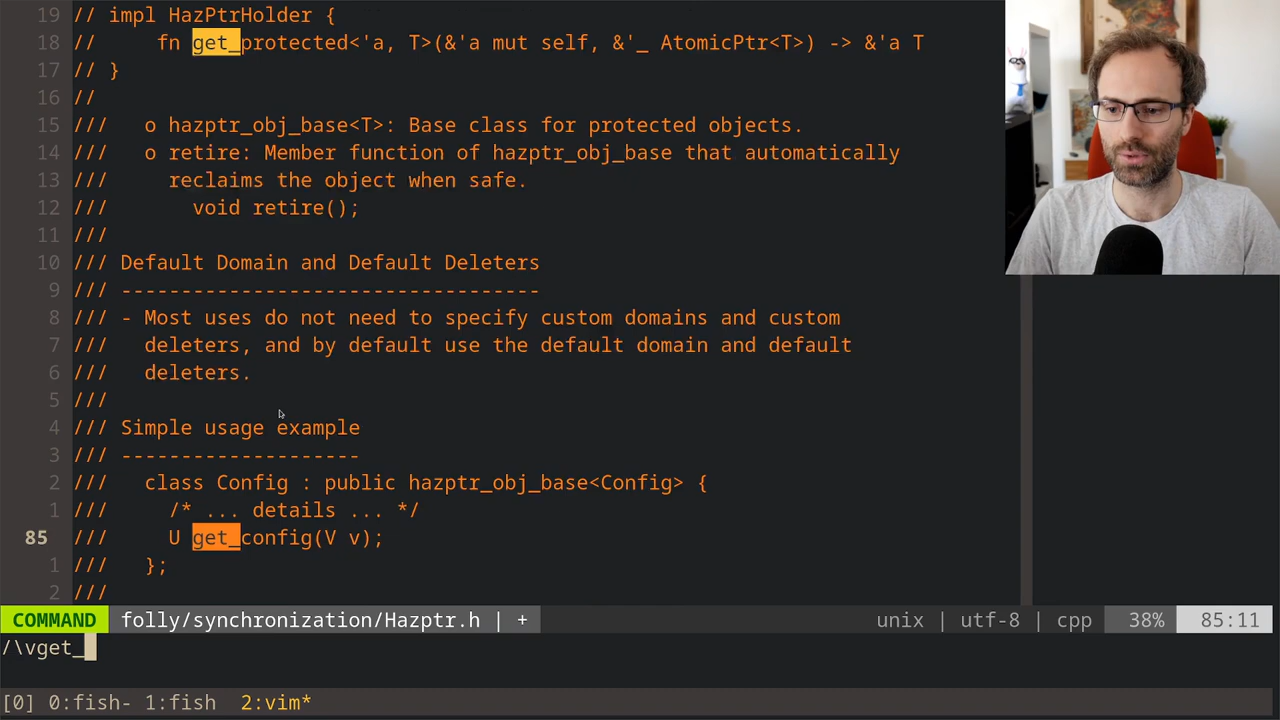 19 // impl HazPtrHolder {
18 //     fn get_protected<'a, T>(&'a mut self, &'_ AtomicPtr<T>) -> &'a T
17 // }
16 //
15 ///   o hazptr_obj_base<T>: Base class for protected objects.
14 ///   o retire: Member function of hazptr_obj_base that automatically
13 ///     reclaims the object when safe.
12 ///       void retire();
11 ///
10 /// Default Domain and Default Deleters
9 /// -----------------------------------
8 /// - Most uses do not need to specify custom domains and custom
7 ///   deleters, and by default use the default domain and default
6 ///   deleters.
5 ///
4 /// Simple usage example
3 /// --------------------
2 ///   class Config : public hazptr_obj_base<Config> {
1 ///     /* ... details ... */
85 ///     U get_config(V v);
1 ///   };
2 ///
COMMAND folly/synchronization/Hazptr.h | + unix | utf-8 | cpp 38% 85:11
/\vget_
[0] 0:fish- 1:fish  2:vim*